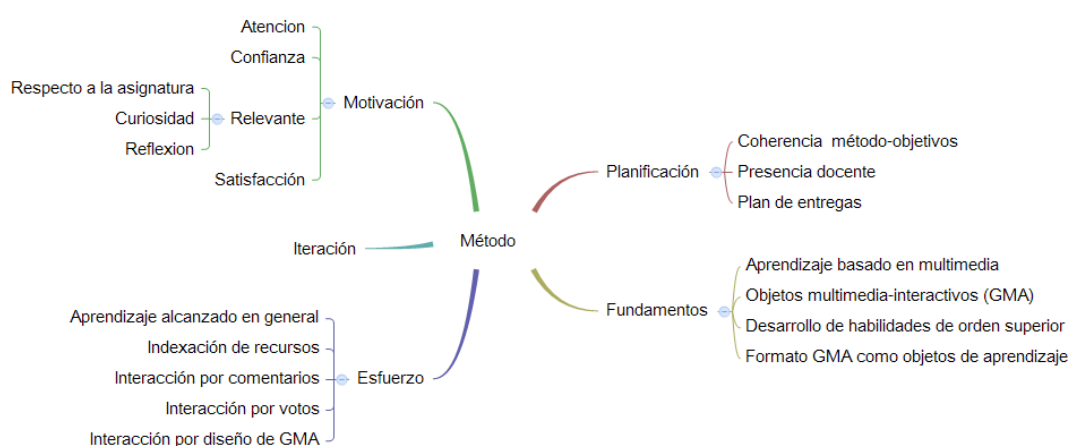 Atencion
Confianza
Respecto a la asignatura
Curiosidad
Reflexion
Relevante
Satisfacción
Motivación
Iteración
Aprendizaje alcanzado en general
Indexación de recursos
Interacción por comentarios
Interacción por votos
Interacción por diseño de GMA
Esfuerzo
Método
Planificación
Coherencia método-objetivos
Presencia docente
Plan de entregas
Fundamentos
Aprendizaje basado en multimedia
Objetos multimedia-interactivos (GMA)
Desarrollo de habilidades de orden superior
Formato GMA como objetos de aprendizaje